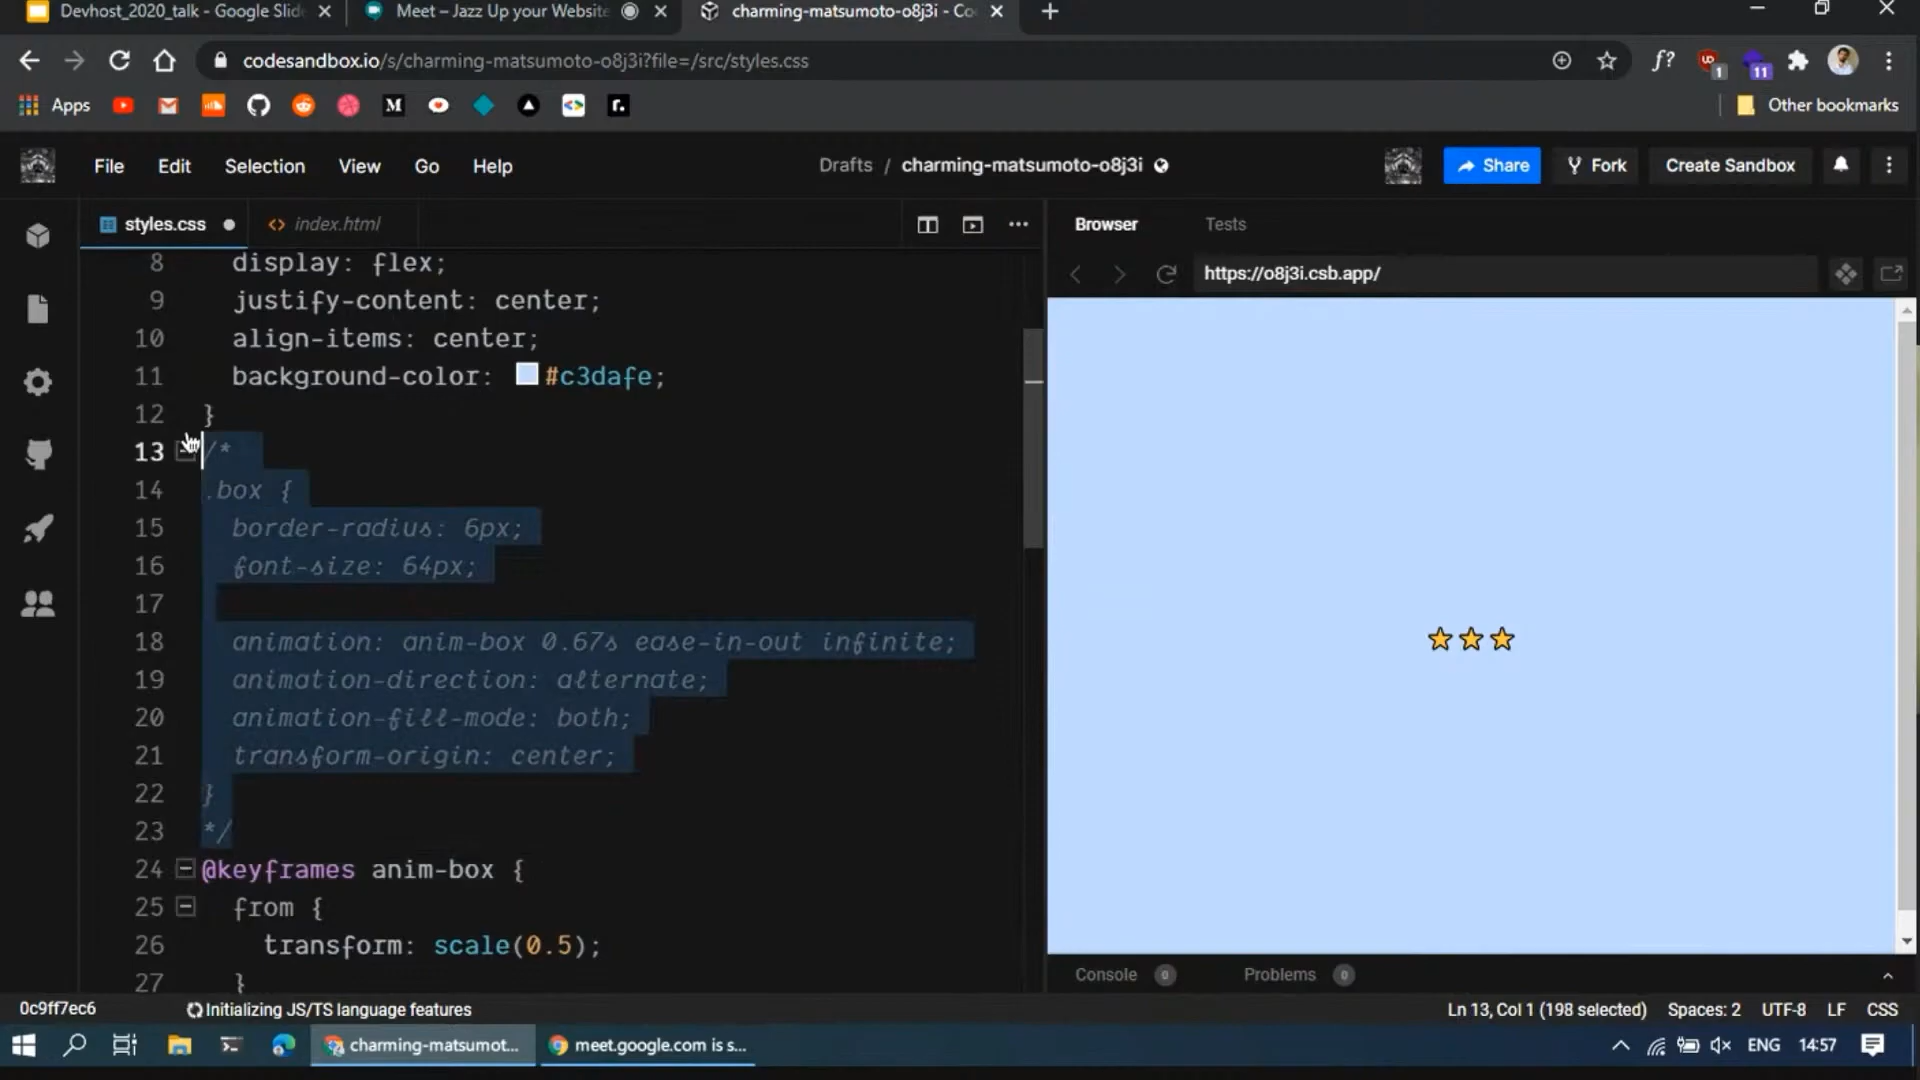 Devhost_2020_talk - Google Slid
Meet – Jazz Up your Website
charming-matsumoto-o8j3i - Co
codesandbox.io/s/charming-matsumoto-o8j3i?file=/src/styles.css
f?
1
11
Apps
M
r.
Other bookmarks
File
Edit
Selection
View
Go
Help
Drafts / charming-matsumoto-o8j3i
Share
Fork
Create Sandbox
styles.css
index.html
Browser
Tests
https://o8j3i.csb.app/
8 display: flex;
9 justify-content: center;
10 align-items: center;
11 background-color: #c3dafe;
12 }
13 /*
14 .box {
15 border-radius: 6px;
16 font-size: 64px;
17
18 animation: anim-box 0.67s ease-in-out infinite;
19 animation-direction: alternate;
20 animation-fill-mode: both;
21 transform-origin: center;
22 }
23 */
24 @keyframes anim-box {
25 from {
26 transform: scale(0.5);
27 }
Console 0
Problems 0
0c9ff7ec6
Initializing JS/TS language features
Ln 13, Col 1 (198 selected)
Spaces: 2
UTF-8
LF
CSS
charming-matsumot...
meet.google.com is s...
ENG
14:57